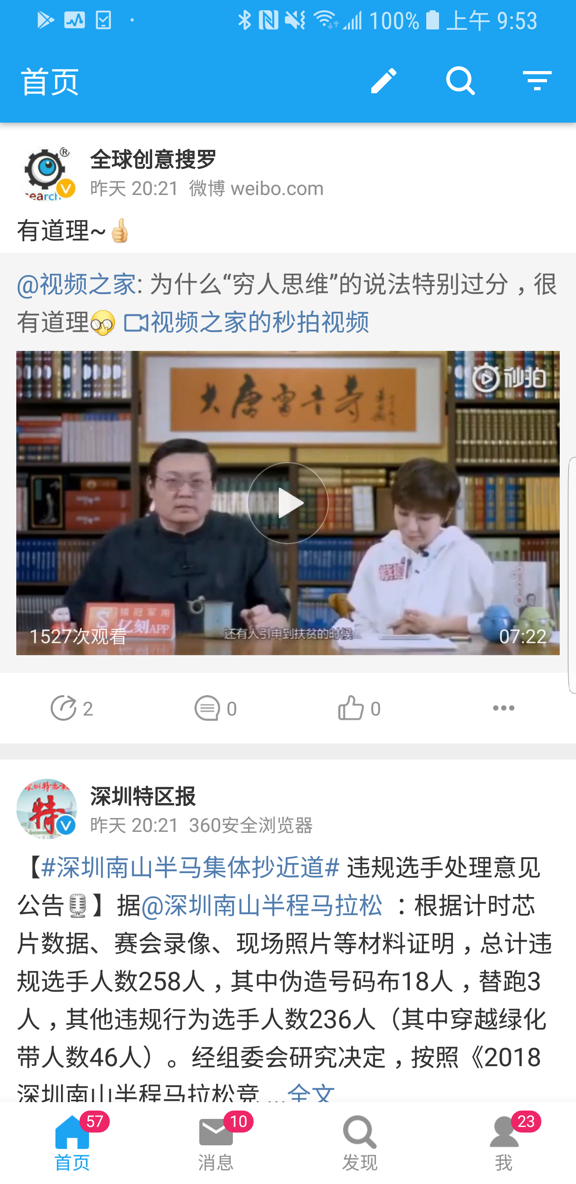 100% 上午 9:53
首页
®
earch
全球创意搜罗
V
昨天 20:21 微博 weibo.com
有道理~👍
@视频之家: 为什么“穷人思维”的说法特别过分，很
有道理 视频之家的秒拍视频
秒拍
大唐雷音寺
亿刻APP
还有人引申到扶贫的时候
1527次观看
07:22
2
0
0
深圳特区报
特
V
昨天 20:21 360安全浏览器
【#深圳南山半马集体抄近道# 违规选手处理意见
公告🎙】据@深圳南山半程马拉松 ：根据计时芯
片数据、赛会录像、现场照片等材料证明，总计违
规选手人数258人，其中伪造号码布18人，替跑3
人，其他违规行为选手人数236人（其中穿越绿化
带人数46人）。经组委会研究决定，按照《2018
深圳南山半程马拉松竞 ...全文
57
10
23
首页
消息
发现
我